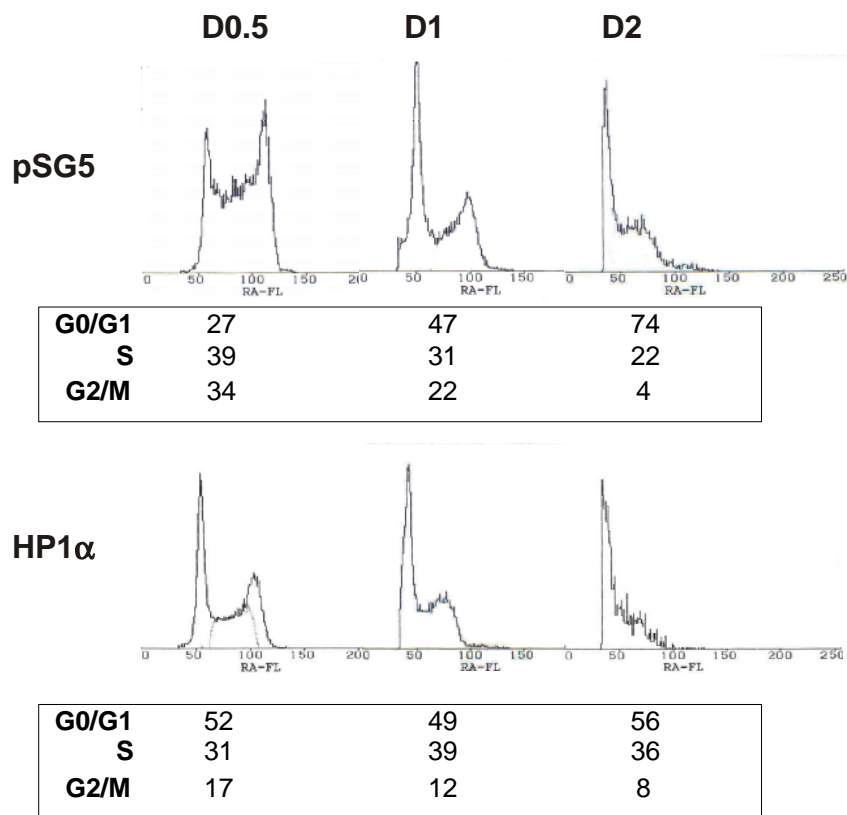 D0.5 D1 D2
pSG5
0 50 100 150 20 0 50 100 150 0 50 100 150 200 250
RA-FL RA-FL RA-FL
G0/G1 27 47 74
S 39 31 22
G2/M 34 22 4
HP1α
0 50 100 150 200 50 100 150 0 50 100 150 200 250
RA-FL RA-FL RA-FL
G0/G1 52 49 56
S 31 39 36
G2/M 17 12 8